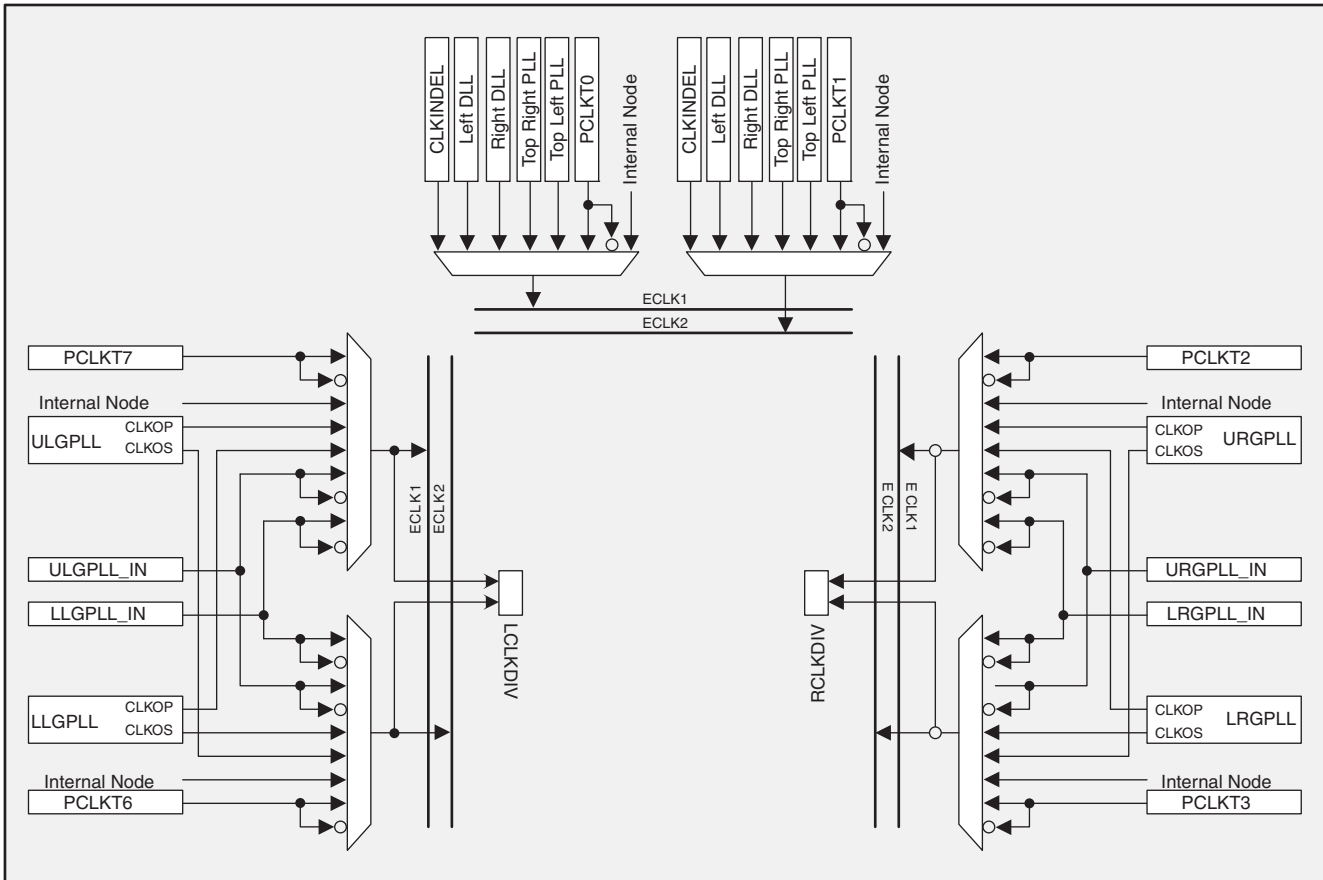 CLKINDEL
Left DLL
Right DLL
Top Right PLL
Top Left PLL
PCLKT0
Internal Node
CLKINDEL
Left DLL
Right DLL
Top Right PLL
Top Left PLL
PCLKT1
Internal Node
ECLK1
ECLK2
PCLKT7
Internal Node
ULGPLL
CLKOP
CLKOS
ULGPLL_IN
LLGPLL_IN
LLGPLL
CLKOP
CLKOS
Internal Node
PCLKT6
ECLK1
ECLK2
LCLKDIV
RCLKDIV
E CLK2
E CLK1
PCLKT2
Internal Node
CLKOP
CLKOS
URGPLL
URGPLL_IN
LRGPLL_IN
CLKOP
CLKOS
LRGPLL
Internal Node
PCLKT3